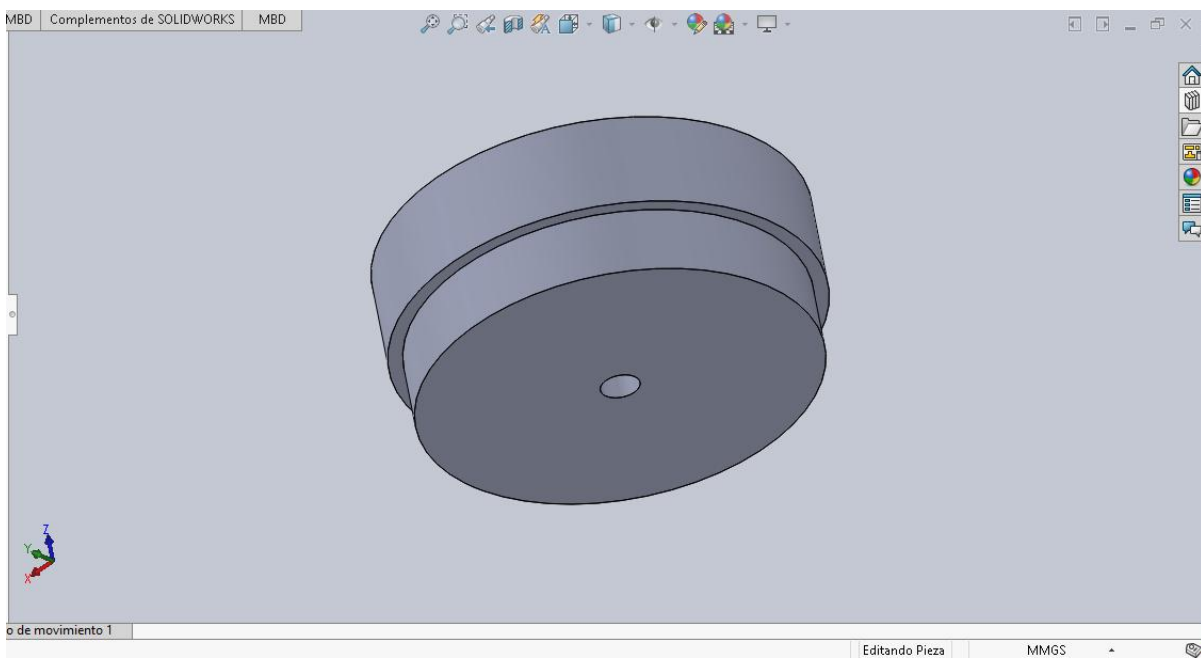 MBD Complementos de SOLIDWORKS MBD
Z
Y
X
o de movimiento 1
Editando Pieza MMGS